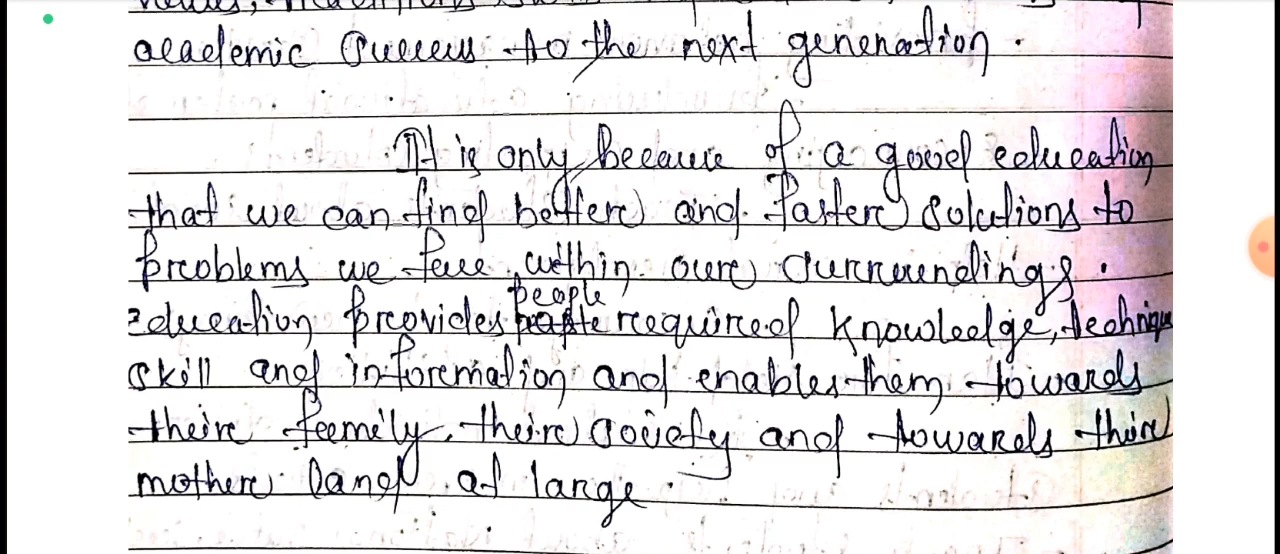 academic success to the next generation.
It is only because of a good education
that we can find better and faster solutions to
problems we face within our surroundings.
Education provides people required knowledge, technique
skill and information and enables them towards
their feemily, their society and towards their
mother land at large.